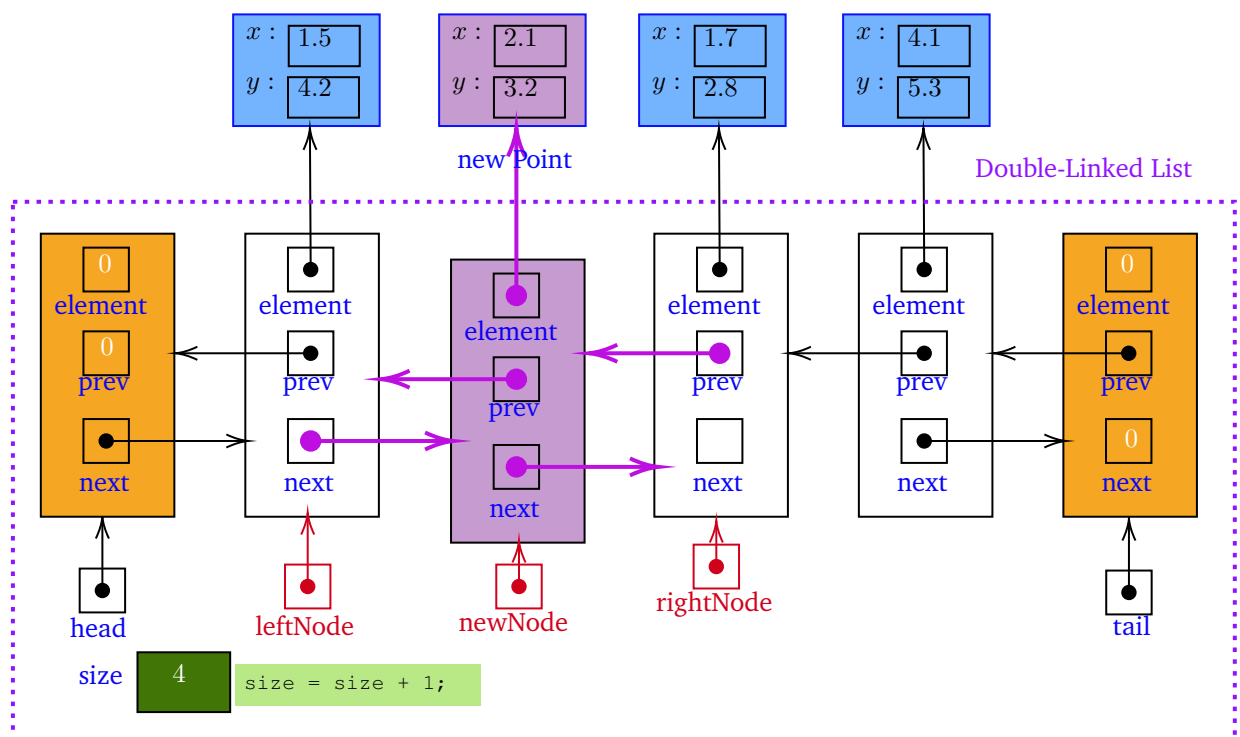 x : 1.5
y : 4.2
x : 2.1
y : 3.2
x : 1.7
y : 2.8
x : 4.1
y : 5.3
new Point
Double-Linked List
0
element
0
prev
next
element
prev
next
element
prev
next
element
prev
next
element
prev
next
0
element
prev
0
next
head
leftNode
newNode
rightNode
tail
size
4
size = size + 1;